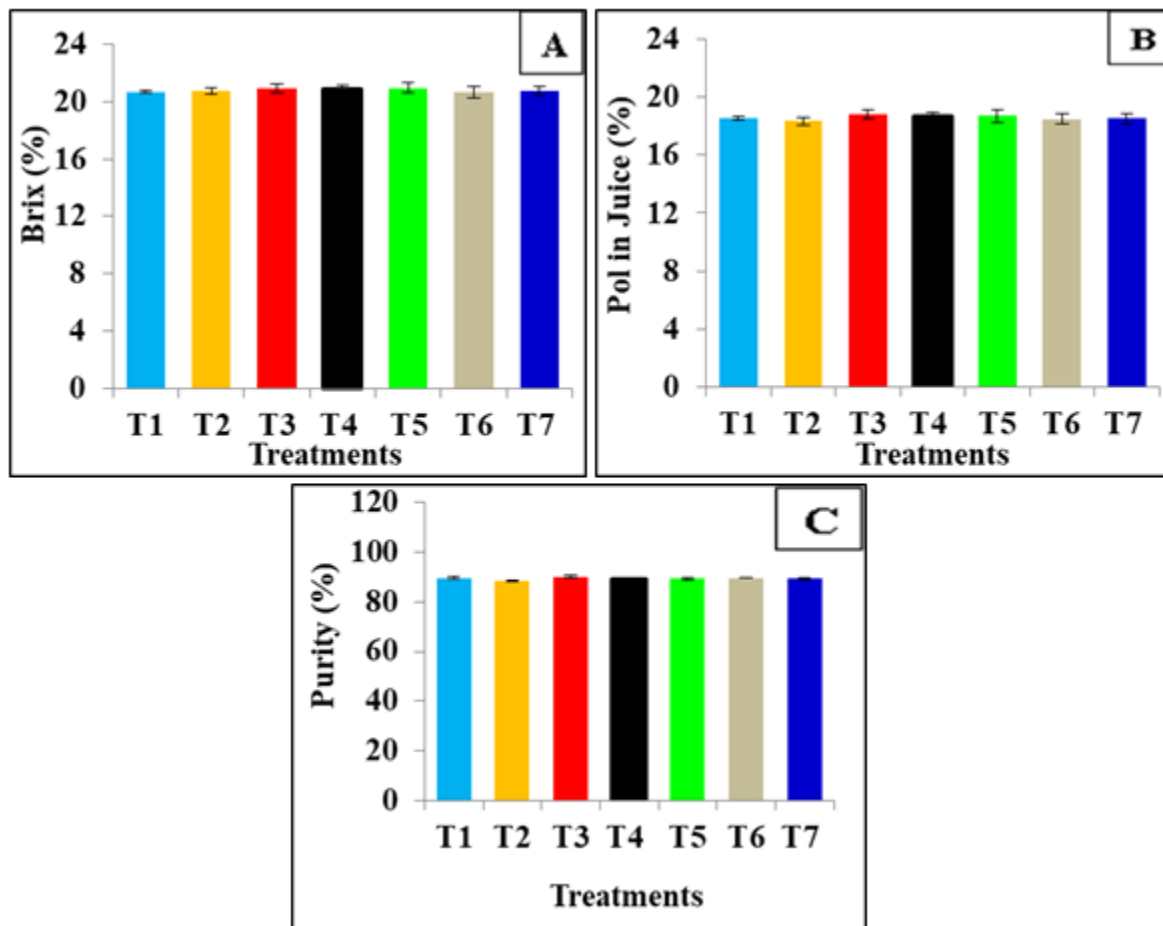 A
Brix (%)
24
20
16
12
8
4
0
T1 T2 T3 T4 T5 T6 T7
Treatments
B
Pol in Juice (%)
24
20
16
12
8
4
0
T1 T2 T3 T4 T5 T6 T7
Treatments
C
Purity (%)
120
100
80
60
40
20
0
T1 T2 T3 T4 T5 T6 T7
Treatments